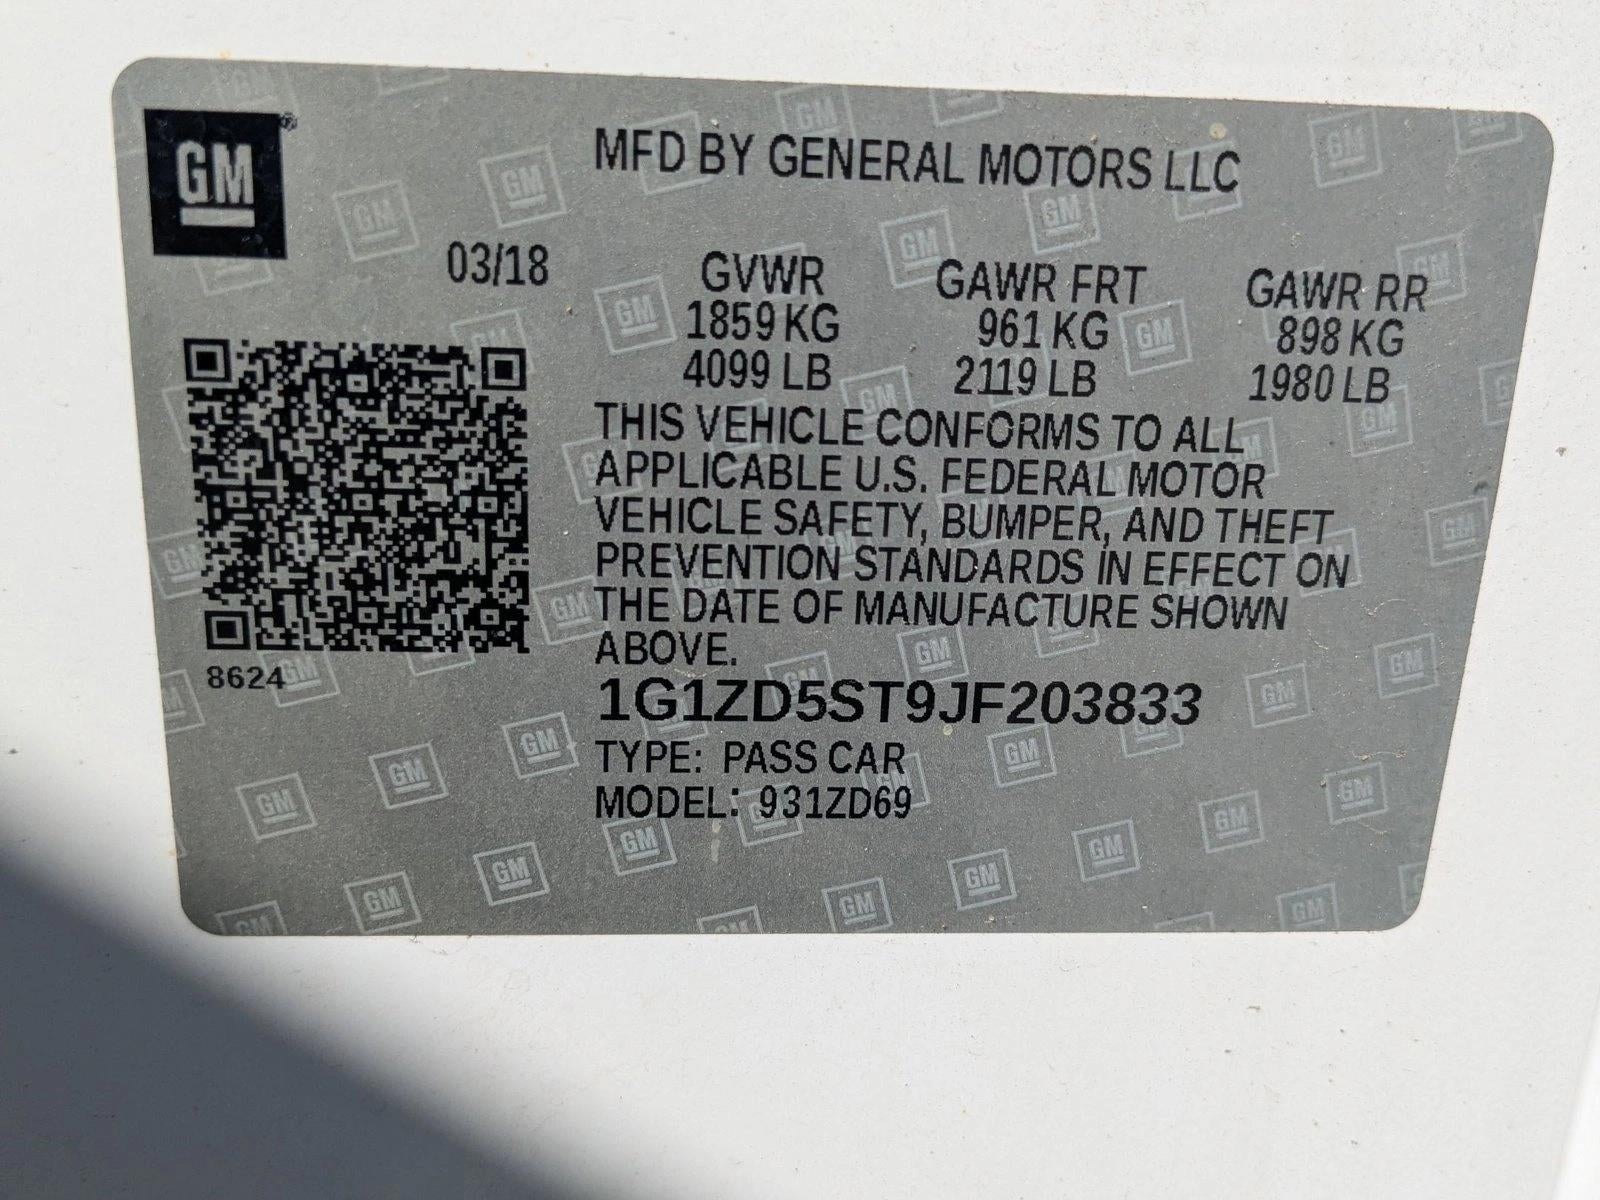 GM
MFD BY GENERAL MOTORS LLC
03/18
GVWR GAWR FRT GAWR RR
1859 KG 961 KG 898 KG
4099 LB 2119 LB 1980 LB
THIS VEHICLE CONFORMS TO ALL
APPLICABLE U.S. FEDERAL MOTOR
VEHICLE SAFETY, BUMPER, AND THEFT
PREVENTION STANDARDS IN EFFECT ON
THE DATE OF MANUFACTURE SHOWN
ABOVE.
8624
1G1ZD5ST9JF203833
TYPE: PASS CAR
MODEL: 931ZD69